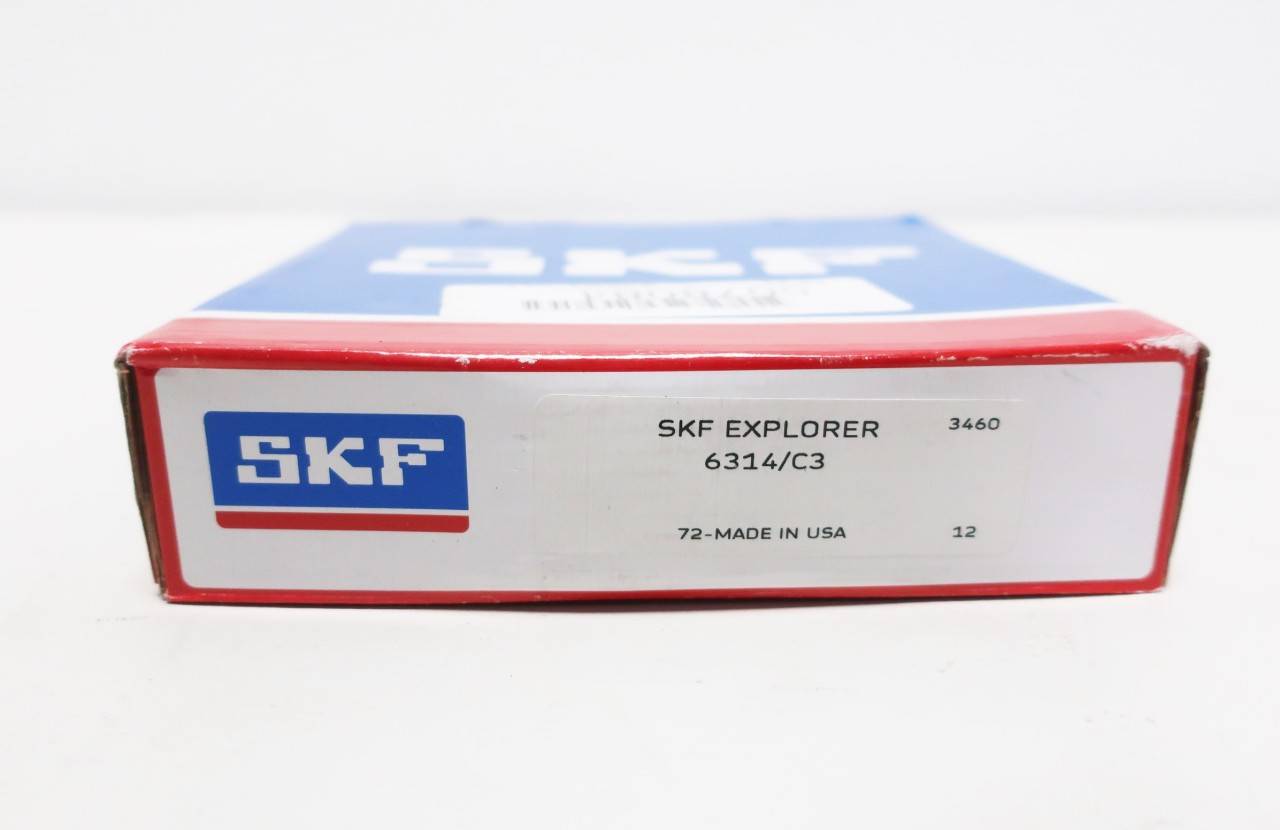 SKF
SKF
SKF EXPLORER 3460
6314/C3
72-MADE IN USA 12